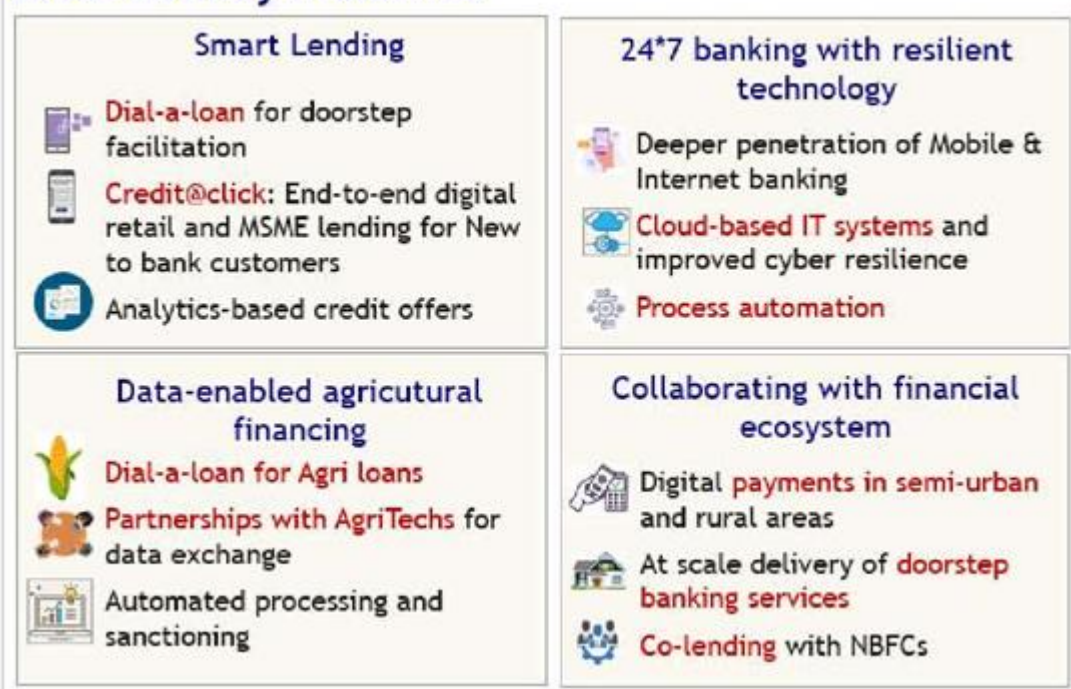 Smart Lending
Dial-a-loan for doorstep
facilitation
Credit@click: End-to-end digital
retail and MSME lending for New
to bank customers
Analytics-based credit offers
24*7 banking with resilient
technology
Deeper penetration of Mobile &
Internet banking
Cloud-based IT systems and
improved cyber resilience
Process automation
Data-enabled agricutural
financing
Dial-a-loan for Agri loans
Partnerships with AgriTechs for
data exchange
Automated processing and
sanctioning
Collaborating with financial
ecosystem
Digital payments in semi-urban
and rural areas
At scale delivery of doorstep
banking services
Co-lending with NBFCs